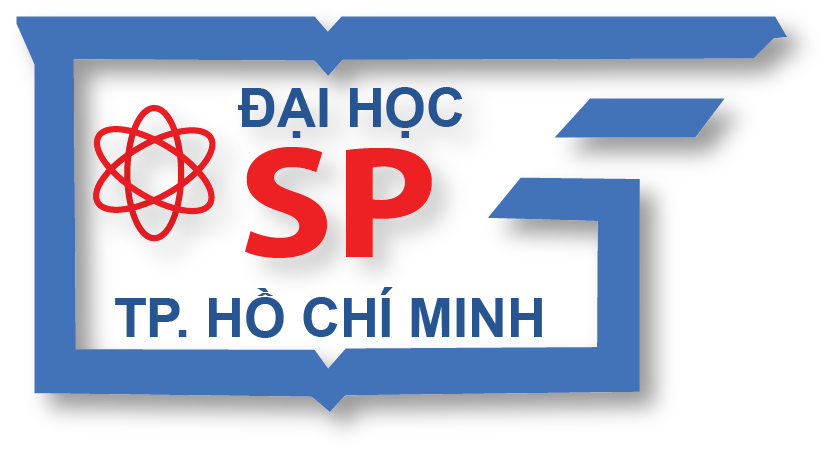 ĐẠI HỌC
SP
TP. HỒ CHÍ MINH